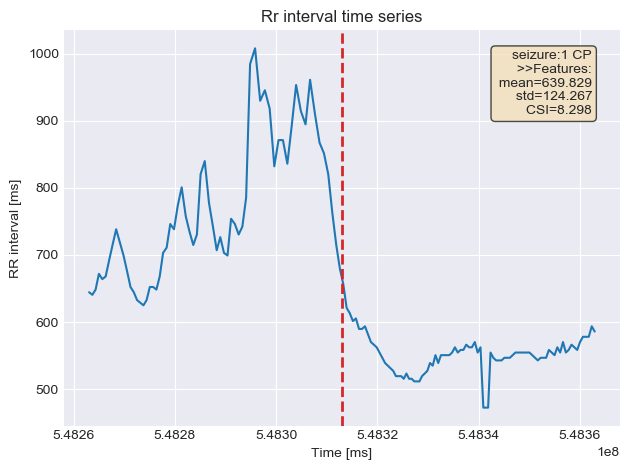 Rr interval time series
seizure:1 CP
>>Features:
mean=639.829
std=124.267
CSI=8.298
RR interval [ms]
1000
900
800
700
600
500
5.4826 5.4828 5.4830 5.4832 5.4834 5.4836
1e8
Time [ms]